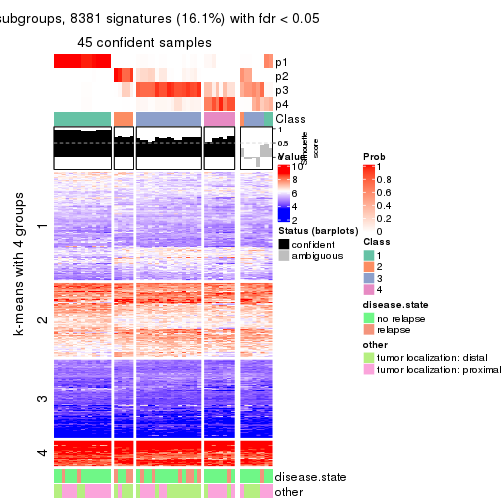 subgroups, 8381 signatures (16.1%) with fdr < 0.05
45 confident samples
p1
p2
p3
p4
Class
1
0.5
0
Silhouette
score
k-means with 4 groups
1
2
3
4
disease.state
other
Value
10
8
6
4
2
Status (barplots)
confident
ambiguous
Prob
1
0.8
0.6
0.4
0.2
0
Class
1
2
3
4
disease.state
no relapse
relapse
other
tumor localization: distal
tumor localization: proximal